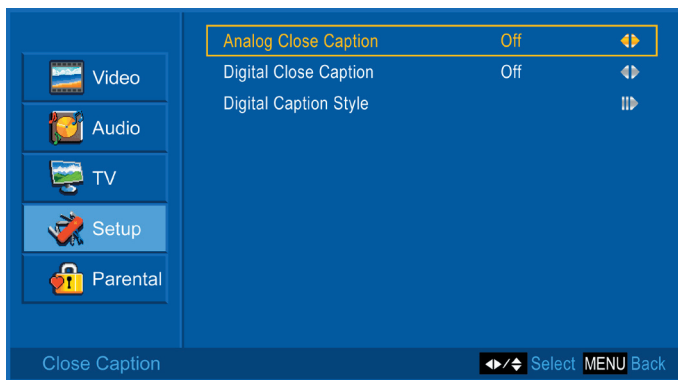 Video
Audio
TV
Setup
Parental
Analog Close Caption Off
Digital Close Caption Off
Digital Caption Style
Close Caption
/ Select MENU Back